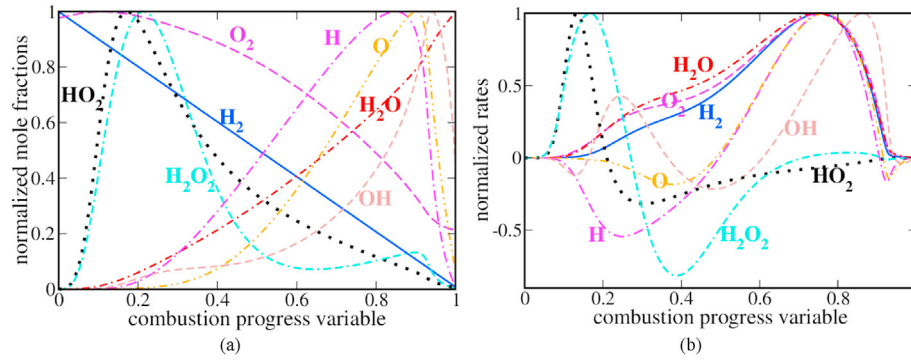 normalized mole fractions
1
0.8
0.6
0.4
0.2
0
O₂
H
O
HO₂
H₂
H₂O
H₂O₂
OH
0
0.2
0.4
0.6
0.8
1
combustion progress variable
(a)
normalized rates
1
0.5
0
-0.5
H₂O
O₂
H₂
OH
O
HO₂
H
H₂O₂
0
0.2
0.4
0.6
0.8
combustion progress variable
(b)